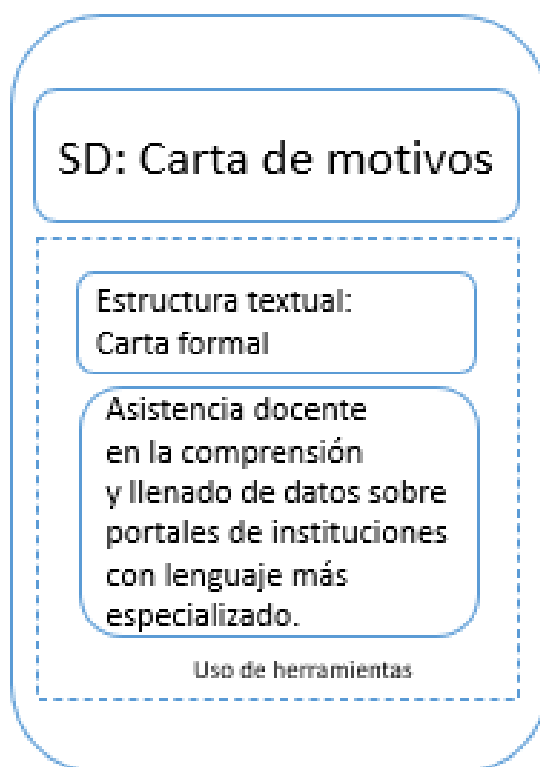 SD: Carta de motivos
Estructura textual:
Carta formal
Asistencia docente
en la comprensión
y llenado de datos sobre
portales de instituciones
con lenguaje más
especializado.
Uso de herramientas